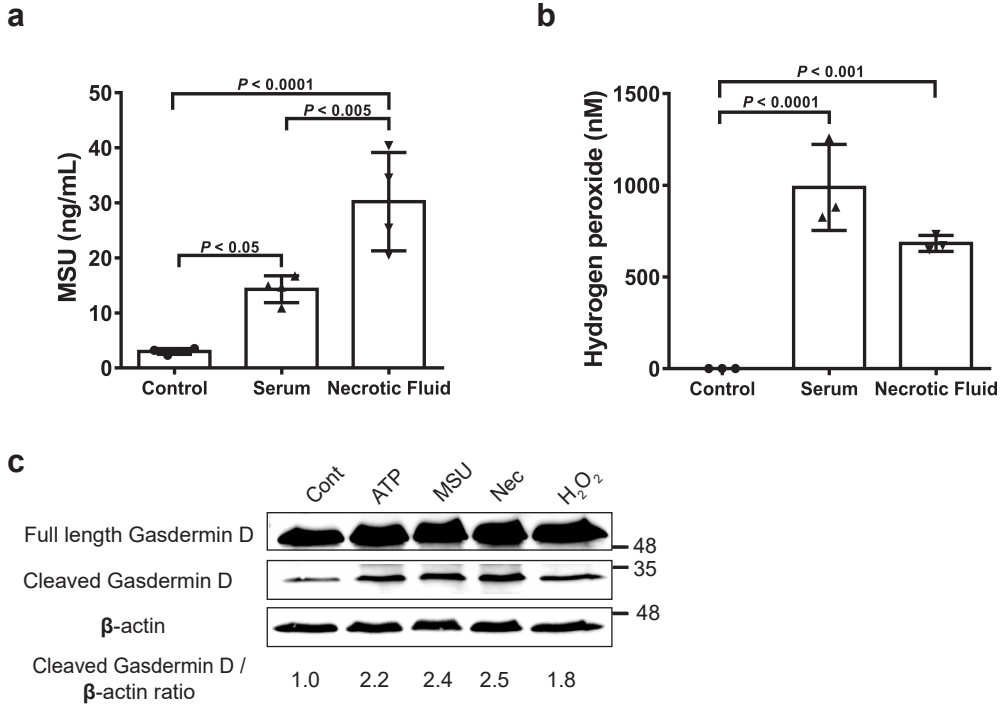 a
P < 0.0001
P < 0.005
P < 0.05
MSU (ng/mL)
50
40
30
20
10
0
Control Serum Necrotic Fluid
b
P < 0.001
P < 0.0001
Hydrogen peroxide (nM)
1500
1000
500
0
Control Serum Necrotic Fluid
c
Cont ATP MSU Nec H₂O₂
Full length Gasdermin D
48
Cleaved Gasdermin D
35
β-actin
48
Cleaved Gasdermin D /
β-actin ratio
1.0 2.2 2.4 2.5 1.8